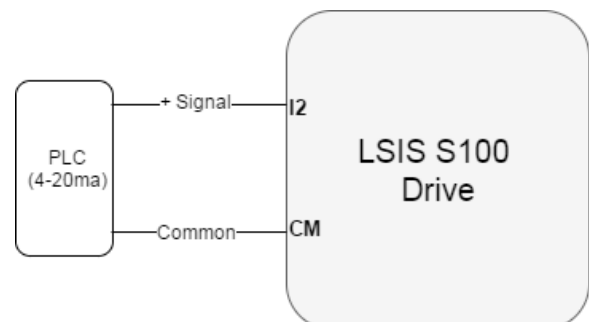 PLC
(4-20ma)
+ Signal
I2
Common
CM
LSIS S100
Drive